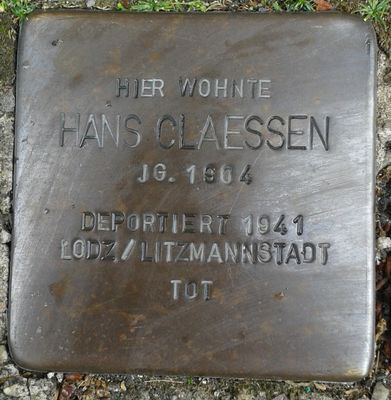 HIER WOHNTE
HANS CLAESSEN
JG. 1904
DEPORTIERT 1941
LODZ/LITZMANNSTADT
TOT